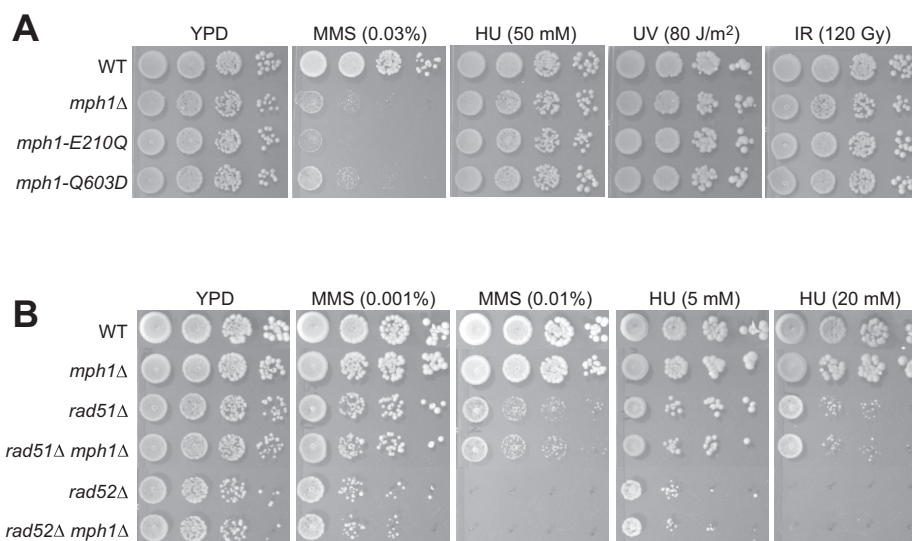 A
YPD MMS (0.03%) HU (50 mM) UV (80 J/m²) IR (120 Gy)
WT
mph1Δ
mph1-E210Q
mph1-Q603D
B
YPD MMS (0.001%) MMS (0.01%) HU (5 mM) HU (20 mM)
WT
mph1Δ
rad51Δ
rad51Δ mph1Δ
rad52Δ
rad52Δ mph1Δ